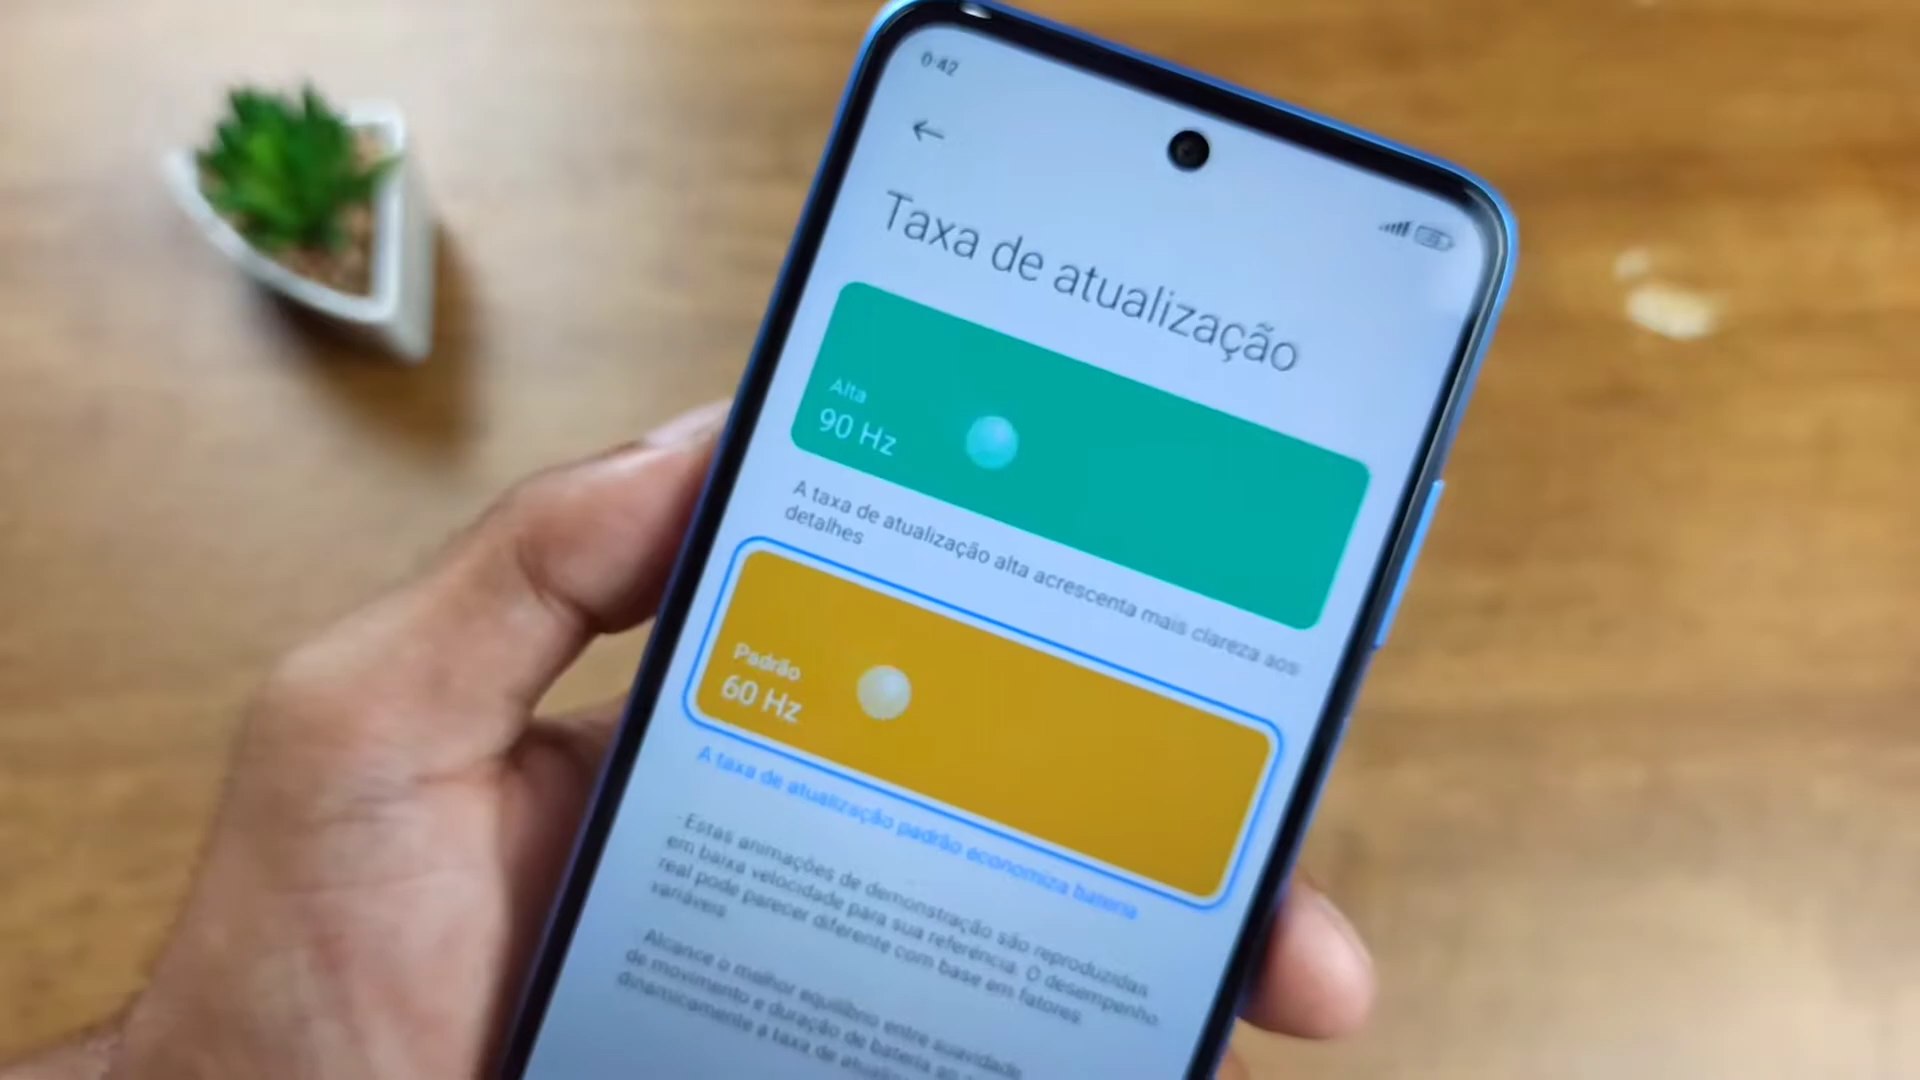 0:42
Taxa de atualização
Alta
90 Hz
A taxa de atualização alta acrescenta mais clareza aos
detalhes
Padrão
60 Hz
A taxa de atualização padrão economiza bateria
· Estas animações de demonstração são reproduzidas
em baixa velocidade para sua referência. O desempenho
real pode parecer diferente com base em fatores
variáveis
· Alcance o melhor equilíbrio entre suavidade
de movimento e duração de bateria ao
dinamicamente a taxa de